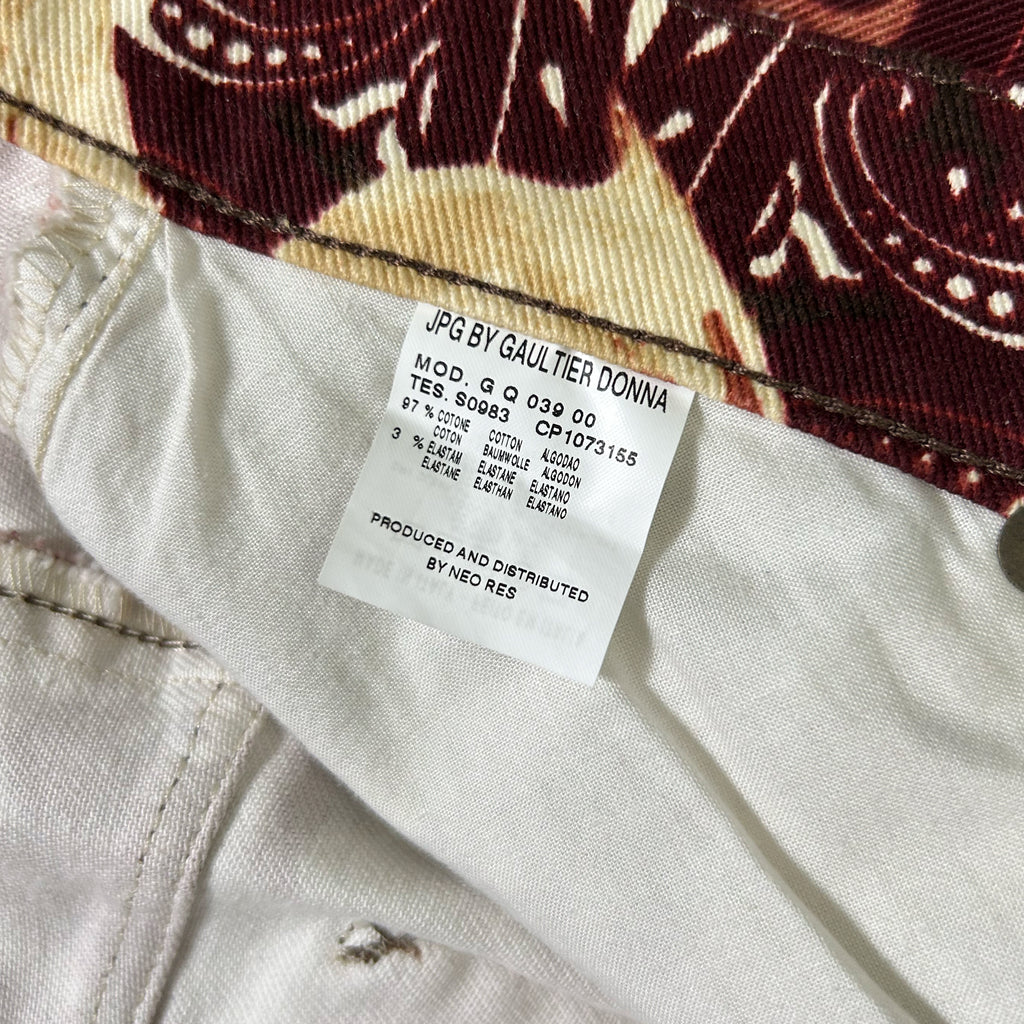 JPG BY GAULTIER DONNA
MOD. G Q 039 00
TES. S0983 CP1073155
97 % COTONE COTTON ALGODAO
COTON BAUMWOLLE ALGODON
3 % ELASTAM ELASTANE ELASTANO
ELASTANE ELASTHAN ELASTANO
PRODUCED AND DISTRIBUTED
BY NEO RES